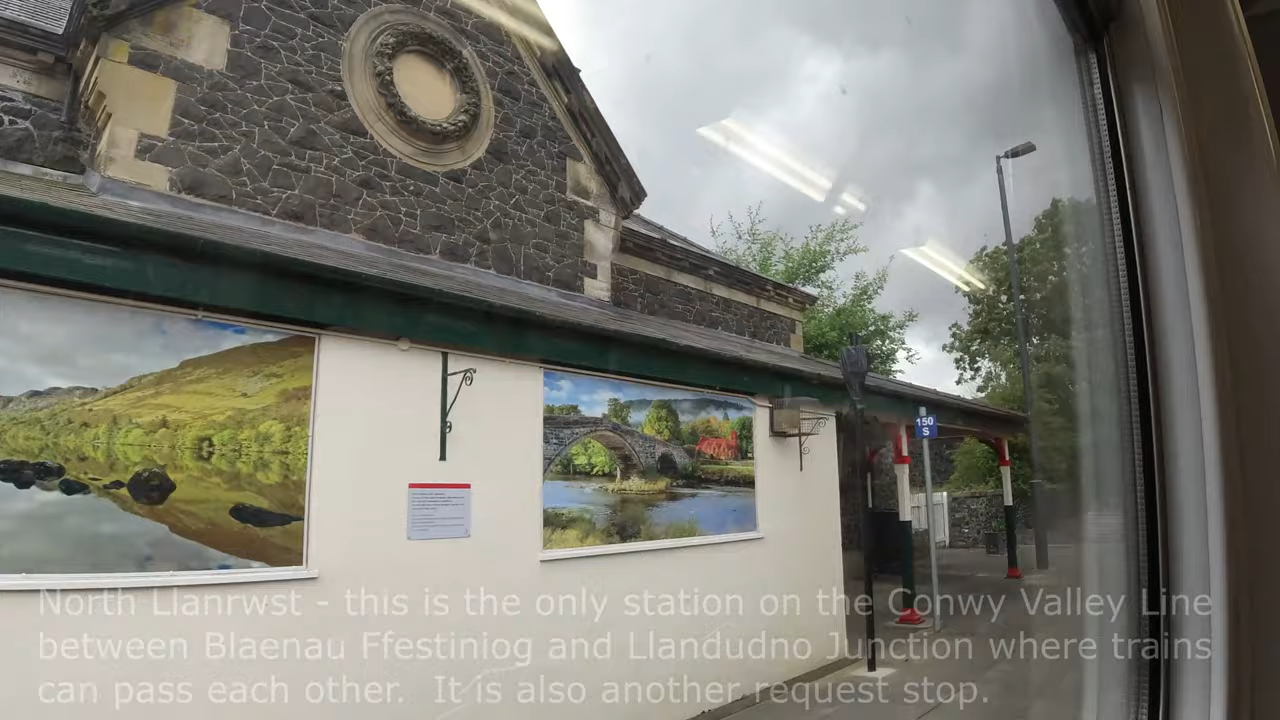 150
S
North Llanrwst - this is the only station on the Conwy Valley Line
between Blaenau Ffestiniog and Llandudno Junction where trains
can pass each other.  It is also another request stop.